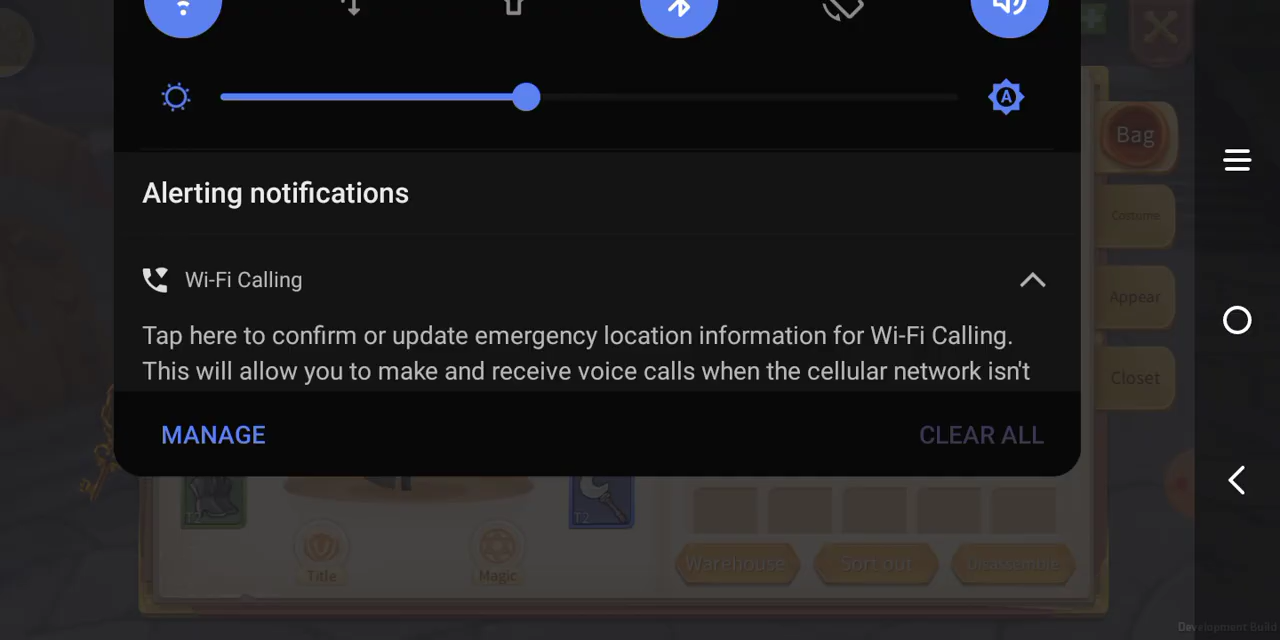 A
Bag
Alerting notifications
Costume
Wi-Fi Calling
Appear
Tap here to confirm or update emergency location information for Wi-Fi Calling.
This will allow you to make and receive voice calls when the cellular network isn't
Closet
MANAGE
CLEAR ALL
T2
T2
Warehouse
Sort out
Disassemble
Title
Magic
Development Build